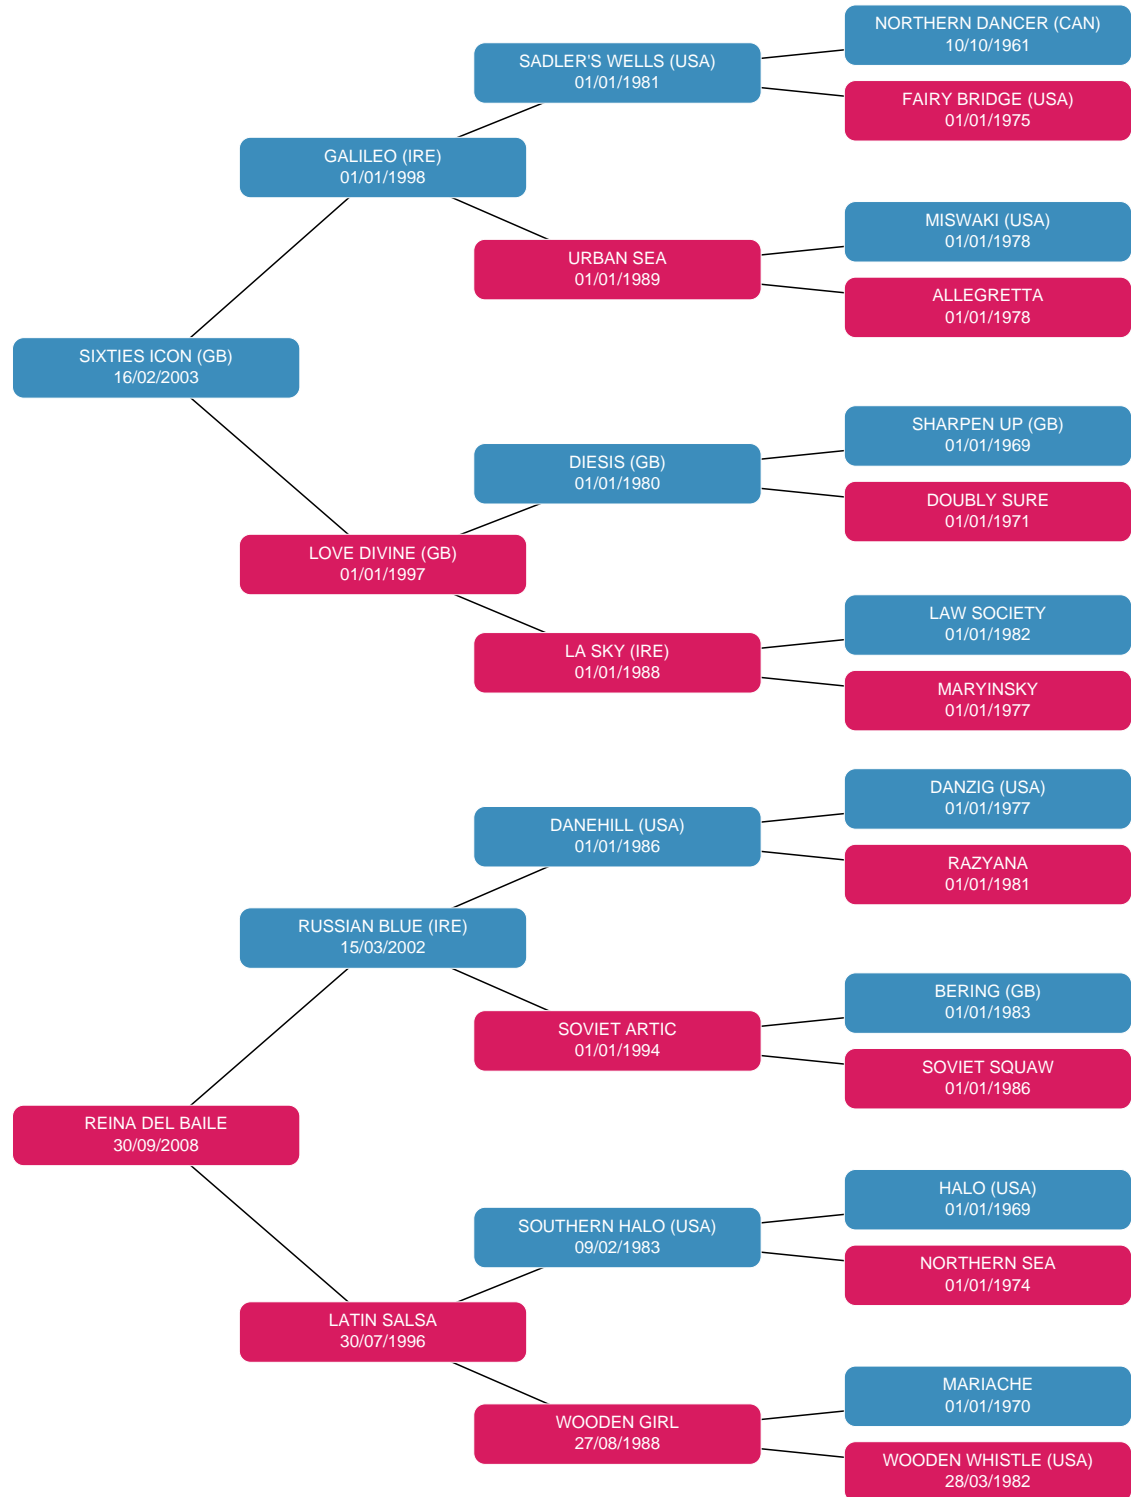 NORTHERN DANCER (CAN)
10/10/1961
SADLER'S WELLS (USA)
01/01/1981
FAIRY BRIDGE (USA)
01/01/1975
GALILEO (IRE)
01/01/1998
MISWAKI (USA)
01/01/1978
URBAN SEA
01/01/1989
ALLEGRETTA
01/01/1978
SIXTIES ICON (GB)
16/02/2003
SHARPEN UP (GB)
01/01/1969
DIESIS (GB)
01/01/1980
DOUBLY SURE
01/01/1971
LOVE DIVINE (GB)
01/01/1997
LAW SOCIETY
01/01/1982
LA SKY (IRE)
01/01/1988
MARYINSKY
01/01/1977
DANZIG (USA)
01/01/1977
DANEHILL (USA)
01/01/1986
RAZYANA
01/01/1981
RUSSIAN BLUE (IRE)
15/03/2002
BERING (GB)
01/01/1983
SOVIET ARTIC
01/01/1994
SOVIET SQUAW
01/01/1986
REINA DEL BAILE
30/09/2008
HALO (USA)
01/01/1969
SOUTHERN HALO (USA)
09/02/1983
NORTHERN SEA
01/01/1974
LATIN SALSA
30/07/1996
MARIACHE
01/01/1970
WOODEN GIRL
27/08/1988
WOODEN WHISTLE (USA)
28/03/1982